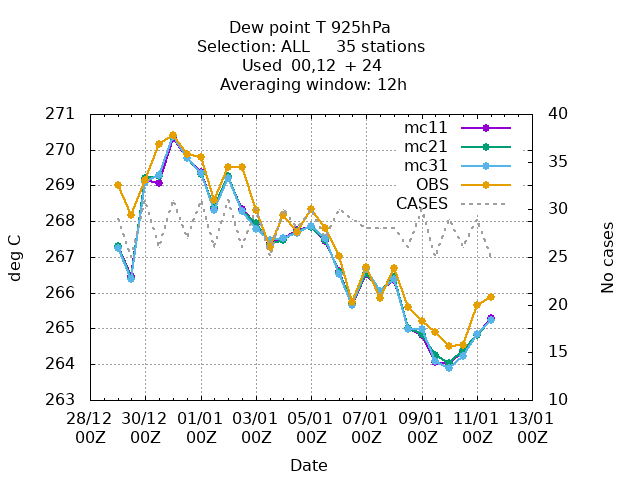 Dew point T 925hPa
Selection: ALL 35 stations
Used 00,12 + 24
Averaging window: 12h
271
270
269
268
267
266
265
264
263
deg C
40
35
30
25
20
15
10
No cases
mc11
mc21
mc31
OBS
CASES
28/12 30/12 01/01 03/01 05/01 07/01 09/01 11/01 13/01
00Z 00Z 00Z 00Z 00Z 00Z 00Z 00Z 00Z
Date